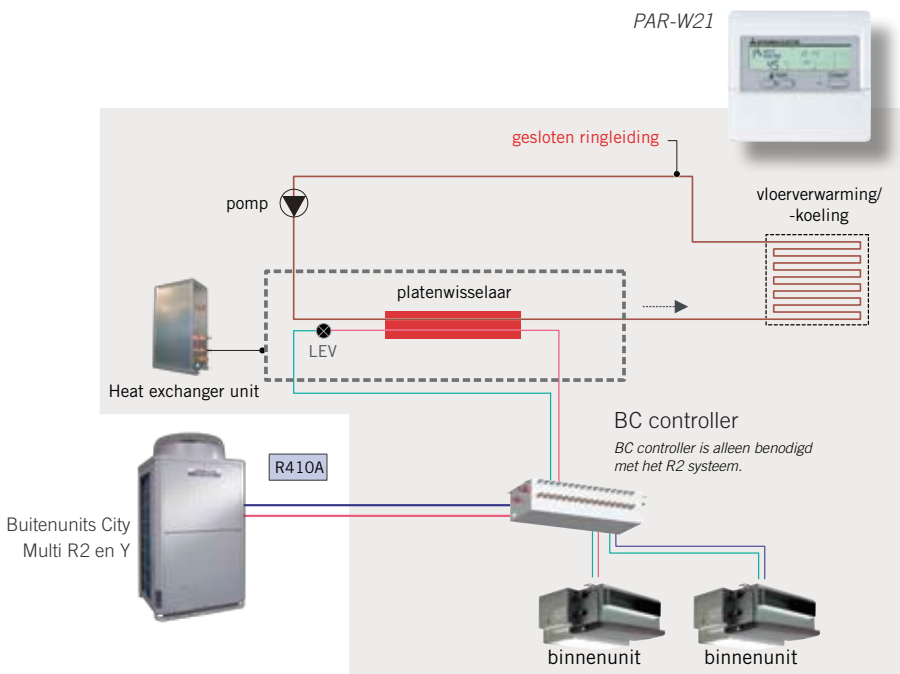 PAR-W21
gesloten ringleiding
vloerverwarming/
-koeling
pomp
platenwisselaar
LEV
Heat exchanger unit
BC controller
BC controller is alleen benodigd
met het R2 systeem.
R410A
Buitenunits City
Multi R2 en Y
binnenunit
binnenunit